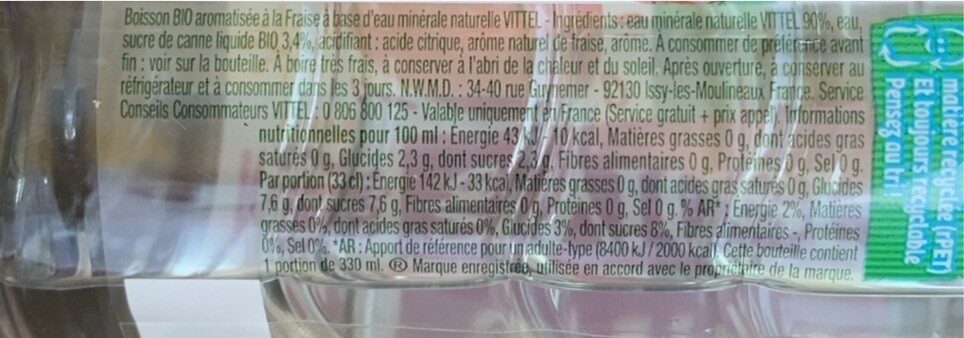 Boisson BIO aromatisée à la Fraise à base d'eau minérale naturelle VITTEL - Ingrédients : eau minérale naturelle VITTEL 90%, eau,
sucre de canne liquide BIO 3,4%, acidifiant : acide citrique, arôme naturel de fraise, arôme. A consommer de préférence avant
fin : voir sur la bouteille. A boire très frais, à conserver à l'abri de la chaleur et du soleil. Après ouverture, à conserver au
réfrigérateur et à consommer dans les 3 jours. N.W.M.D. : 34-40 rue Guynemer - 92130 Issy-les-Moulineaux France. Service
Conseils Consommateurs VITTEL : 0 806 800 125 - Valable uniquement en France (Service gratuit + prix appel). Informations
nutritionnelles pour 100 ml : Energie 43 kJ - 10 kcal, Matières grasses 0 g, dont acides gras
saturés 0 g, Glucides 2,3 g, dont sucres 2,3 g, Fibres alimentaires 0 g, Protéines 0 g, Sel 0 g.
Par portion (33 cl) : Energie 142 kJ - 33 kcal, Matières grasses 0 g, dont acides gras saturés 0 g, Glucides
7,6 g, dont sucres 7,6 g, Fibres alimentaires 0 g, Protéines 0 g, Sel 0 g. % AR* : Énergie 2%, Matières
grasses 0%, dont acides gras saturés 0%, Glucides 3%, dont sucres 8%, Fibres alimentaires -, Protéines
0%, Sel 0%. *AR : Apport de référence pour un adulte-type (8400 kJ / 2000 kcal). Cette bouteille contient
1 portion de 330 ml. ® Marque enregistrée, utilisée en accord avec le propriétaire de la marque.
matière recyclée (rPET)
Et toujours recyclable
Pensez au tri